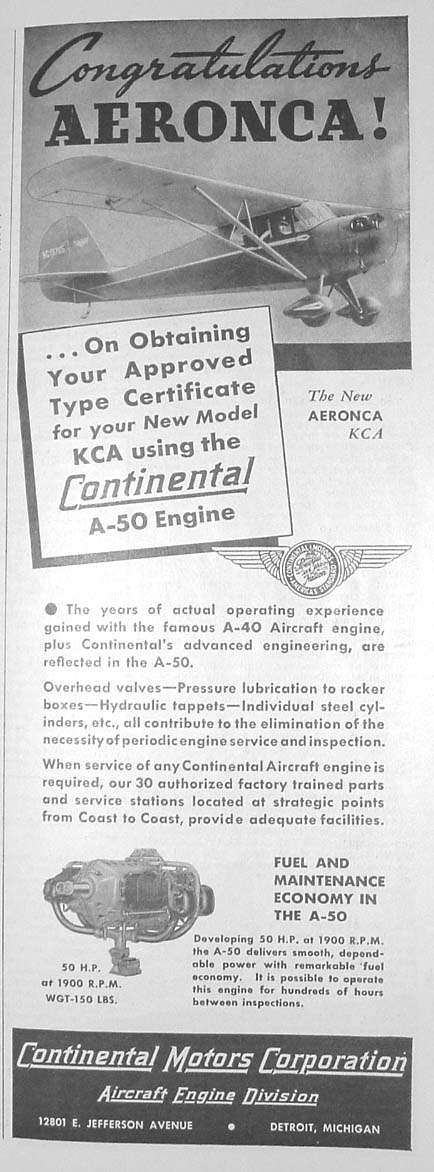 Congratulations
AERONCA!
...On Obtaining
Your Approved
Type Certificate
for your New Model
KCA using the
Continental
A-50 Engine
The New
AERONCA
KCA
● The years of actual operating experience
gained with the famous A-40 Aircraft engine,
plus Continental's advanced engineering, are
reflected in the A-50.
Overhead valves—Pressure lubrication to rocker
boxes—Hydraulic tappets—Individual steel cyl-
inders, etc., all contribute to the elimination of the
necessity of periodic engine service and inspection.
When service of any Continental Aircraft engine is
required, our 30 authorized factory trained parts
and service stations located at strategic points
from Coast to Coast, provide adequate facilities.
50 H.P.
at 1900 R.P.M.
WGT-150 LBS.
FUEL AND
MAINTENANCE
ECONOMY IN
THE A-50
Developing 50 H.P. at 1900 R.P.M.
the A-50 delivers smooth, depend-
able power with remarkable fuel
economy. It is possible to operate
this engine for hundreds of hours
between inspections.
Continental Motors Corporation
Aircraft Engine Division
12801 E. JEFFERSON AVENUE ● DETROIT, MICHIGAN